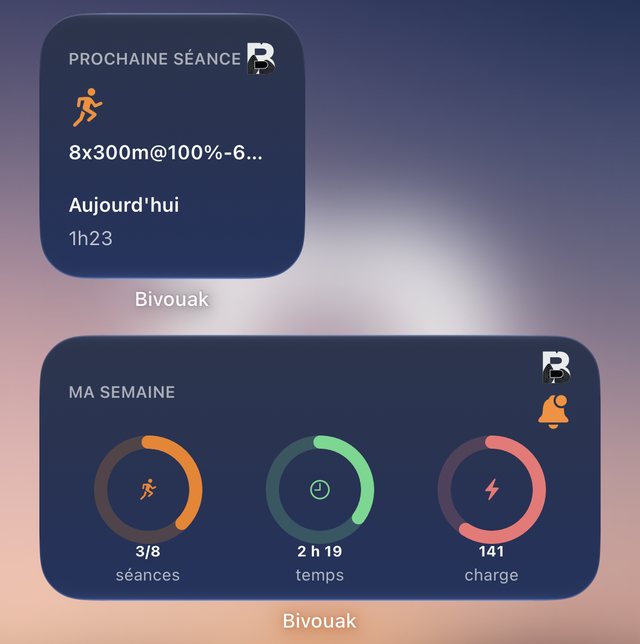 PROCHAINE SÉANCE
8x300m@100%-6...
Aujourd'hui
1h23
Bivouak
MA SEMAINE
3/8
2 h 19
141
séances
temps
charge
Bivouak